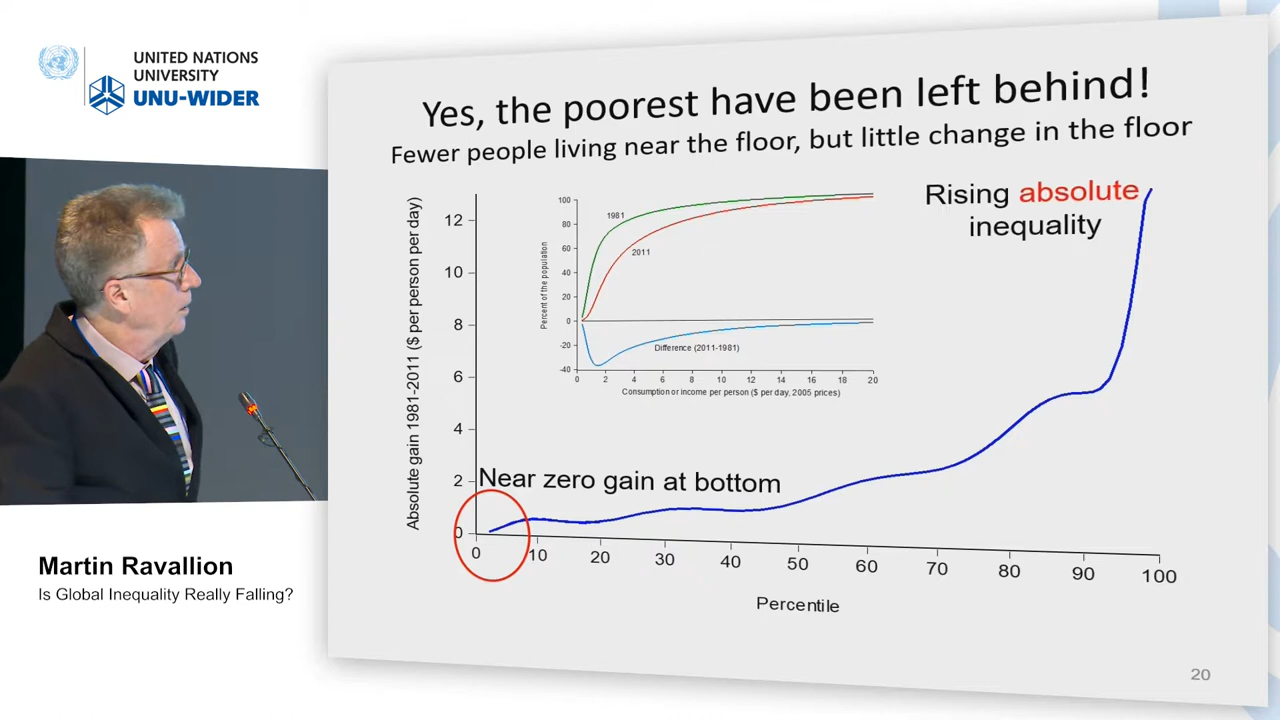 UNITED NATIONS
UNIVERSITY
UNU-WIDER
Yes, the poorest have been left behind!
Fewer people living near the floor, but little change in the floor
Rising absolute
inequality
Absolute gain 1981-2011 ($ per person per day)
12
10
8
6
4
2
0
Percent of the population
100
80
60
40
20
0
-20
-40
1981
2011
Difference (2011-1981)
0 2 4 6 8 10 12 14 16 18 20
Consumption or income per person ($ per day, 2005 prices)
Near zero gain at bottom
0 10 20 30 40 50 60 70 80 90 100
Percentile
Martin Ravallion
Is Global Inequality Really Falling?
20